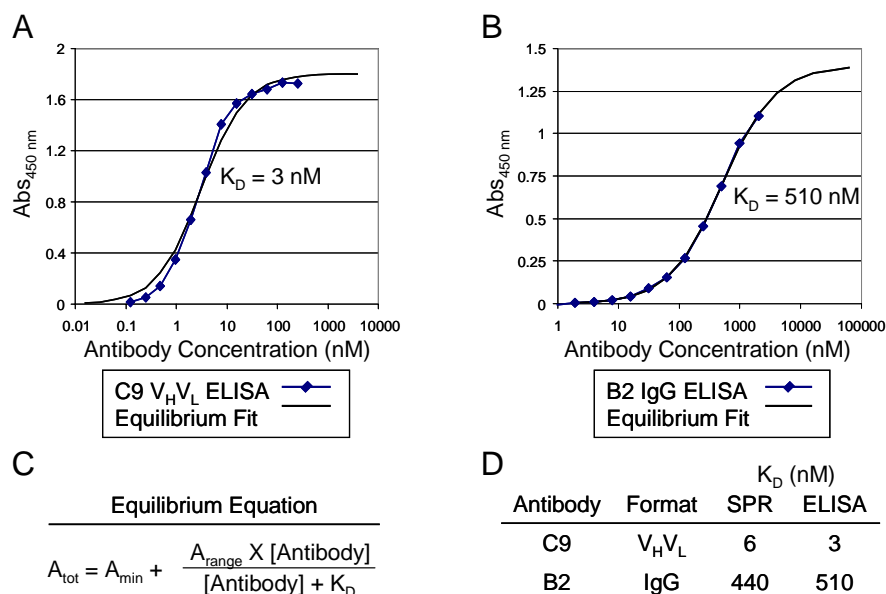 A
2
1.6
1.2
0.8
0.4
0
Abs450 nm
KD = 3 nM
0.01 0.1 1 10 100 1000 10000
Antibody Concentration (nM)
C9 VHVL ELISA
Equilibrium Fit
B
1.5
1.25
1
0.75
0.5
0.25
0
Abs450 nm
KD = 510 nM
1 10 100 1000 10000 100000
Antibody Concentration (nM)
B2 IgG ELISA
Equilibrium Fit
C
Equilibrium Equation
Atot = Amin + Arange X [Antibody]
[Antibody] + KD
D
KD (nM)
Antibody Format SPR ELISA
C9 VHVL 6 3
B2 IgG 440 510